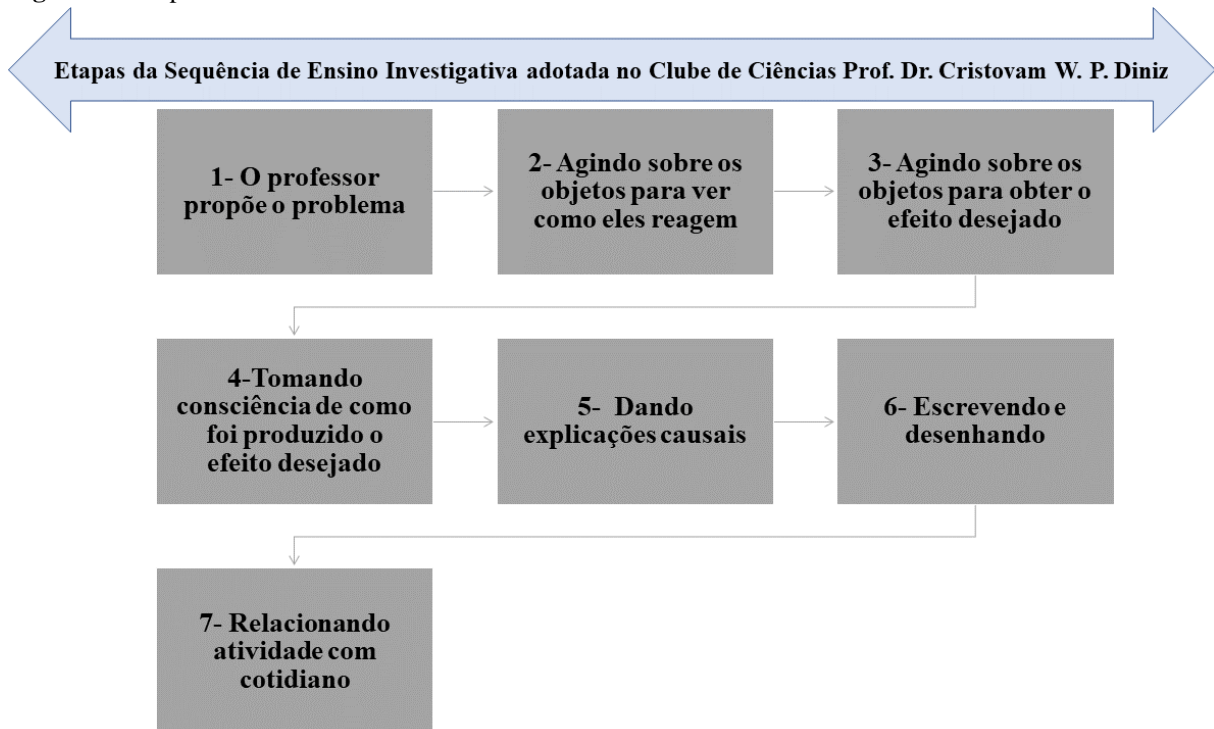 Etapas da Sequência de Ensino Investigativa adotada no Clube de Ciências Prof. Dr. Cristovam W. P. Diniz
1- O professor
propõe o problema
2- Agindo sobre os
objetos para ver
como eles reagem
3- Agindo sobre os
objetos para obter o
efeito desejado
4-Tomando
consciência de como
foi produzido o
efeito desejado
5- Dando
explicações causais
6- Escrevendo e
desenhando
7- Relacionando
atividade com
cotidiano